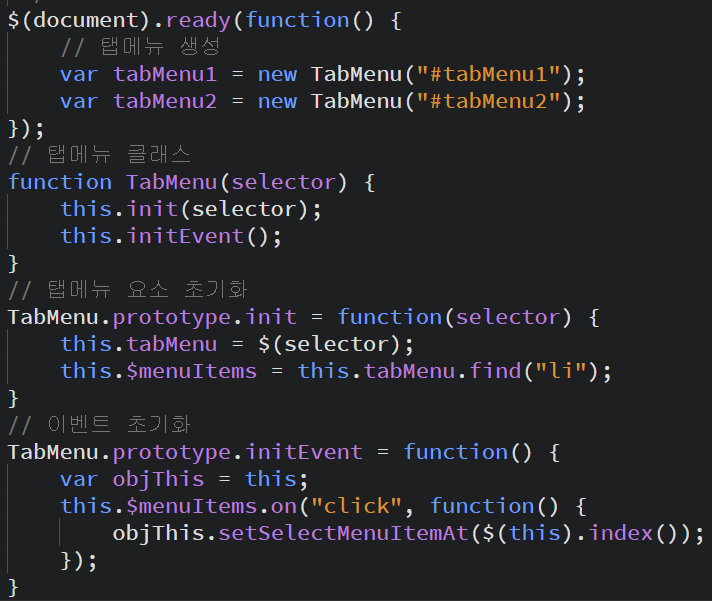 $(document).ready(function() {
    // 탭메뉴 생성
    var tabMenu1 = new TabMenu("#tabMenu1");
    var tabMenu2 = new TabMenu("#tabMenu2");
});
// 탭메뉴 클래스
function TabMenu(selector) {
    this.init(selector);
    this.initEvent();
}
// 탭메뉴 요소 초기화
TabMenu.prototype.init = function(selector) {
    this.tabMenu = $(selector);
    this.$menuItems = this.tabMenu.find("li");
}
// 이벤트 초기화
TabMenu.prototype.initEvent = function() {
    var objThis = this;
    this.$menuItems.on("click", function() {
        objThis.setSelectMenuItemAt($(this).index());
    });
}